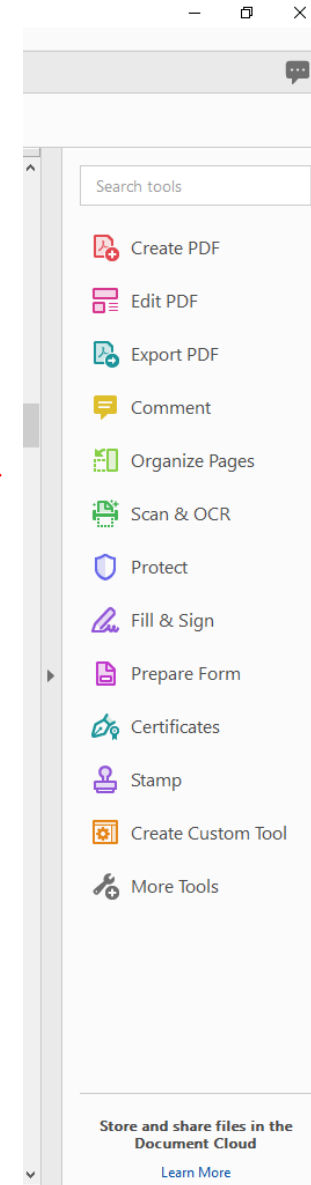 Search tools
Create PDF
Edit PDF
Export PDF
Comment
Organize Pages
Scan & OCR
Protect
Fill & Sign
Prepare Form
Certificates
Stamp
Create Custom Tool
More Tools
Store and share files in the
Document Cloud
Learn More